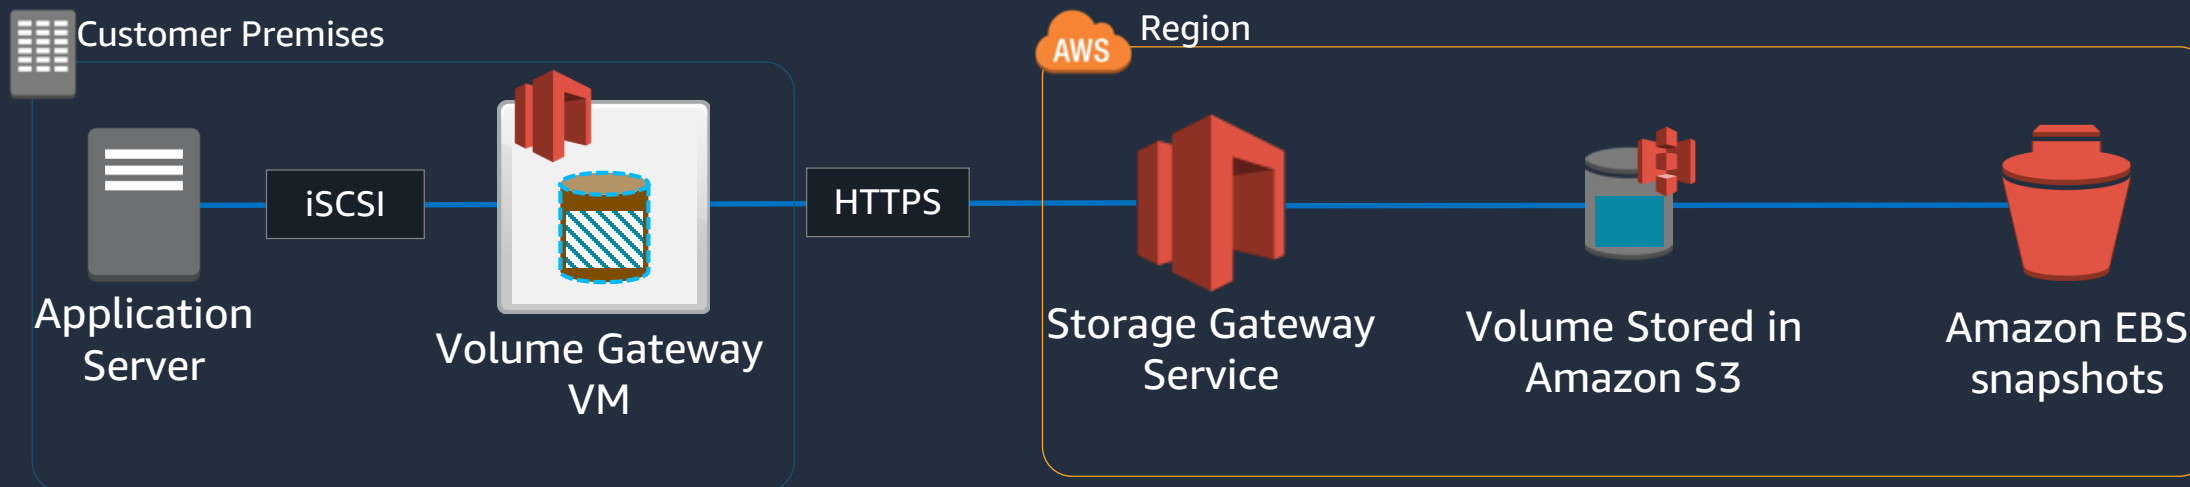 Customer Premises
AWS
Region
iSCSI
HTTPS
Application
Server
Volume Gateway
VM
Storage Gateway
Service
Volume Stored in
Amazon S3
Amazon EBS
snapshots